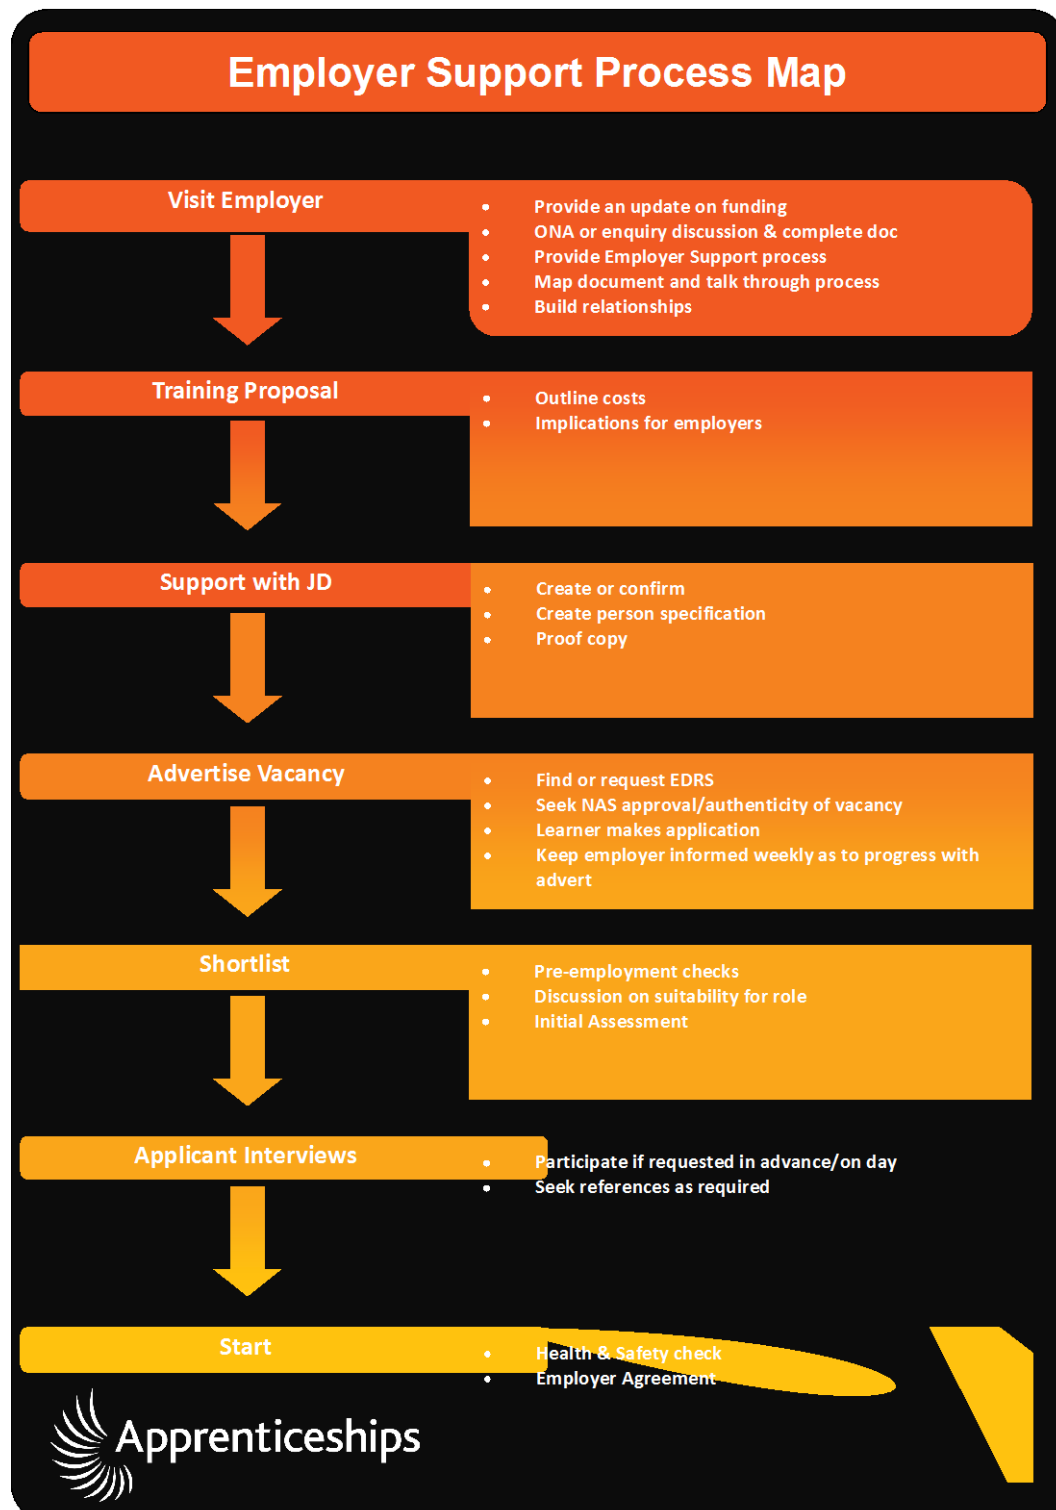 Employer Support Process Map
Visit Employer
• Provide an update on funding
• ONA or enquiry discussion & complete doc
• Provide Employer Support process
• Map document and talk through process
• Build relationships
Training Proposal
• Outline costs
• Implications for employers
Support with JD
• Create or confirm
• Create person specification
• Proof copy
Advertise Vacancy
• Find or request EDRS
• Seek NAS approval/authenticity of vacancy
• Learner makes application
• Keep employer informed weekly as to progress with
advert
Shortlist
• Pre-employment checks
• Discussion on suitability for role
• Initial Assessment
Applicant Interviews
• Participate if requested in advance/on day
• Seek references as required
Start
• Health & Safety check
• Employer Agreement
Apprenticeships